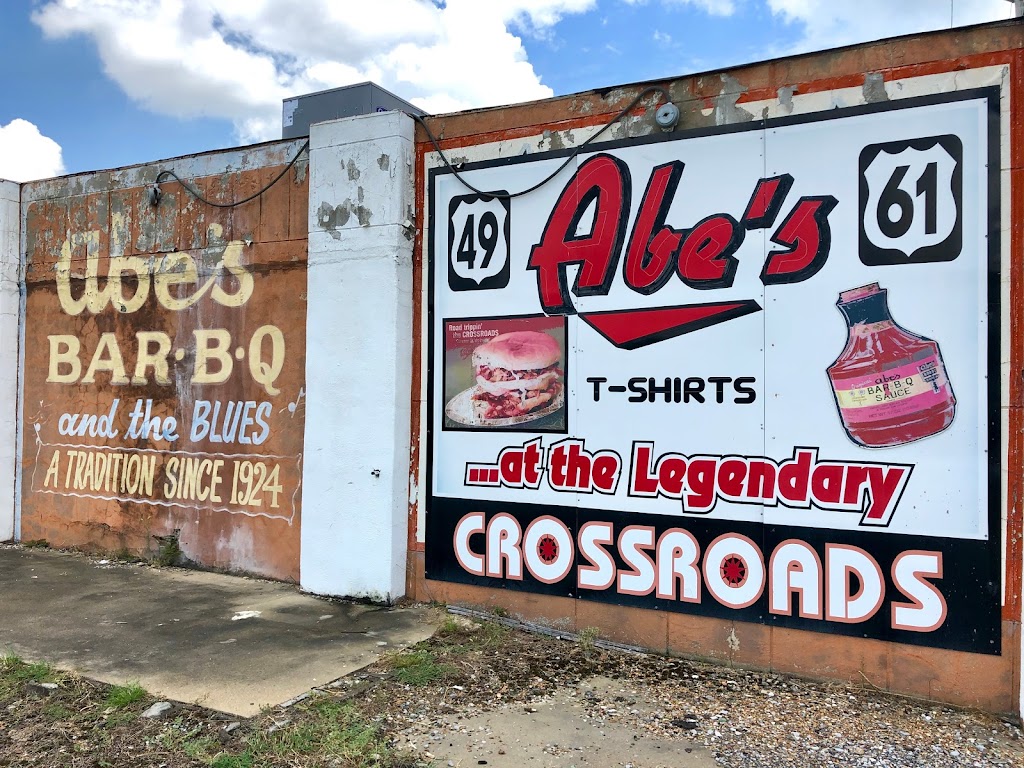 Abe's
BAR·B·Q
and the BLUES
A TRADITION SINCE 1924
49
Abe's
61
Road trippin'
the CROSSROADS
T-SHIRTS
abe's
BAR-B-Q
SAUCE
...at the Legendary
CROSSROADS